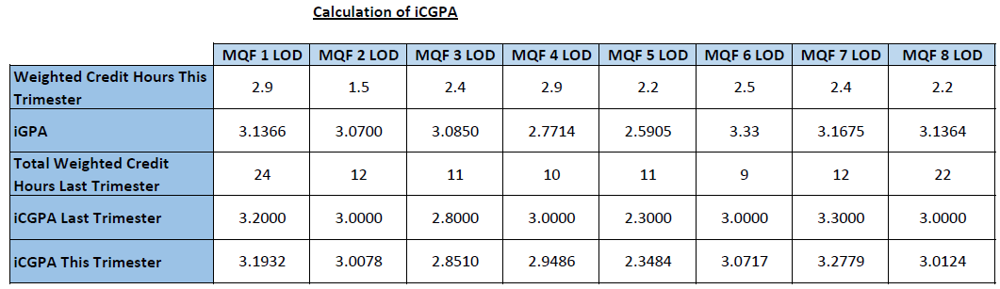 Calculation of iCGPA
MQF 1 LOD MQF 2 LOD MQF 3 LOD MQF 4 LOD MQF 5 LOD MQF 6 LOD MQF 7 LOD MQF 8 LOD
Weighted Credit Hours This
Trimester 2.9 1.5 2.4 2.9 2.2 2.5 2.4 2.2
iGPA 3.1366 3.0700 3.0850 2.7714 2.5905 3.33 3.1675 3.1364
Total Weighted Credit
Hours Last Trimester 24 12 11 10 11 9 12 22
iCGPA Last Trimester 3.2000 3.0000 2.8000 3.0000 2.3000 3.0000 3.3000 3.0000
iCGPA This Trimester 3.1932 3.0078 2.8510 2.9486 2.3484 3.0717 3.2779 3.0124